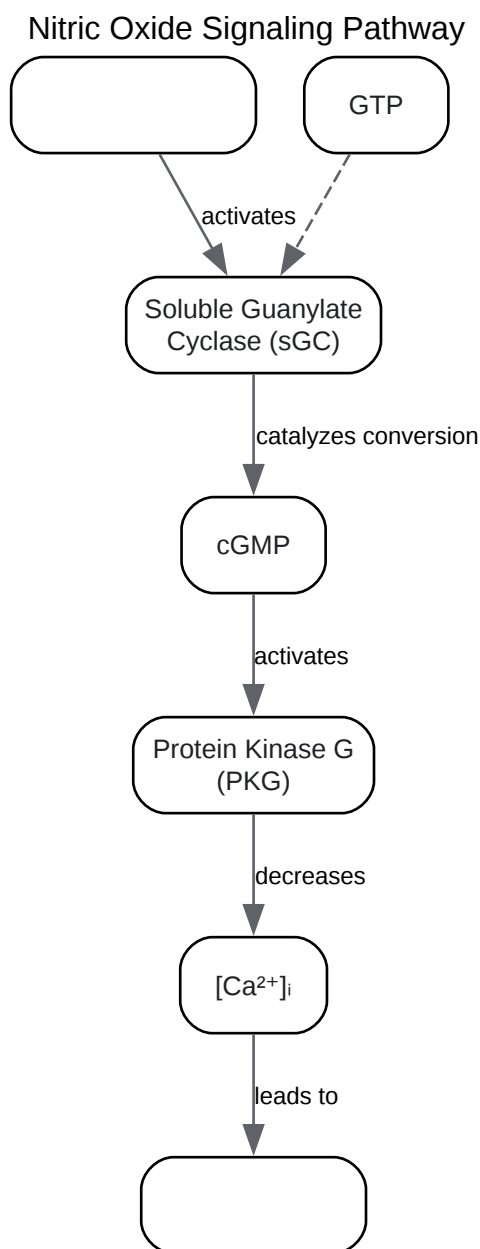 Nitric Oxide Signaling Pathway
GTP
activates
Soluble Guanylate
Cyclase (sGC)
catalyzes conversion
cGMP
activates
Protein Kinase G
(PKG)
decreases
[Ca²⁺]ᵢ
leads to